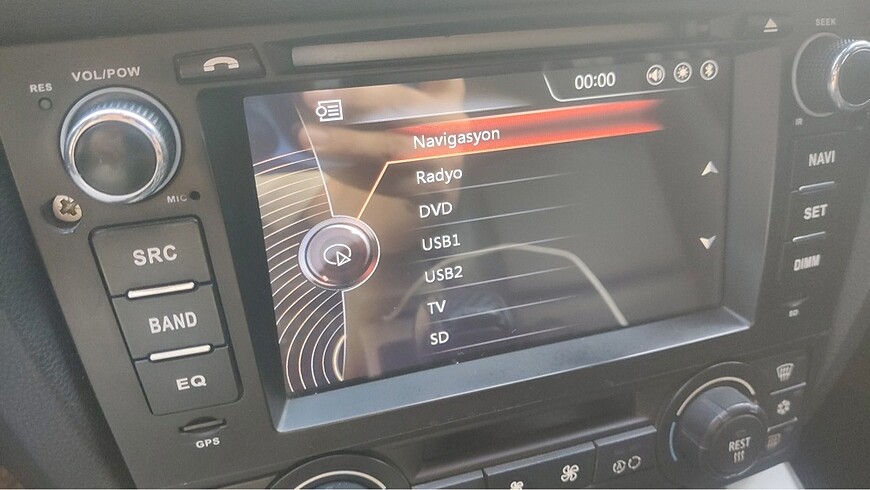 SEEK
VOL/POW
RES
00:00
IR
Navigasyon
NAVI
Radyo
MIC
DVD
SET
SRC
USB1
USB2
DIMM
BAND
TV
SD
SD
EQ
GPS
REST